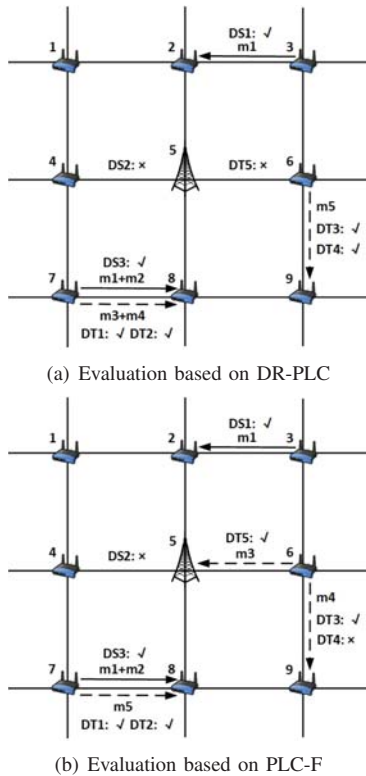 1
2
DS1: √
m1
3
4
DS2: ×
5
DT5: ×
6
m5
DT3: √
DT4: √
7
DS3: √
m1+m2
m3+m4
DT1: √ DT2: √
8
9
(a) Evaluation based on DR-PLC
1
2
DS1: √
m1
3
4
DS2: ×
5
DT5: √
m3
6
m4
DT3: √
DT4: ×
7
DS3: √
m1+m2
m5
DT1: √ DT2: √
8
9
(b) Evaluation based on PLC-F